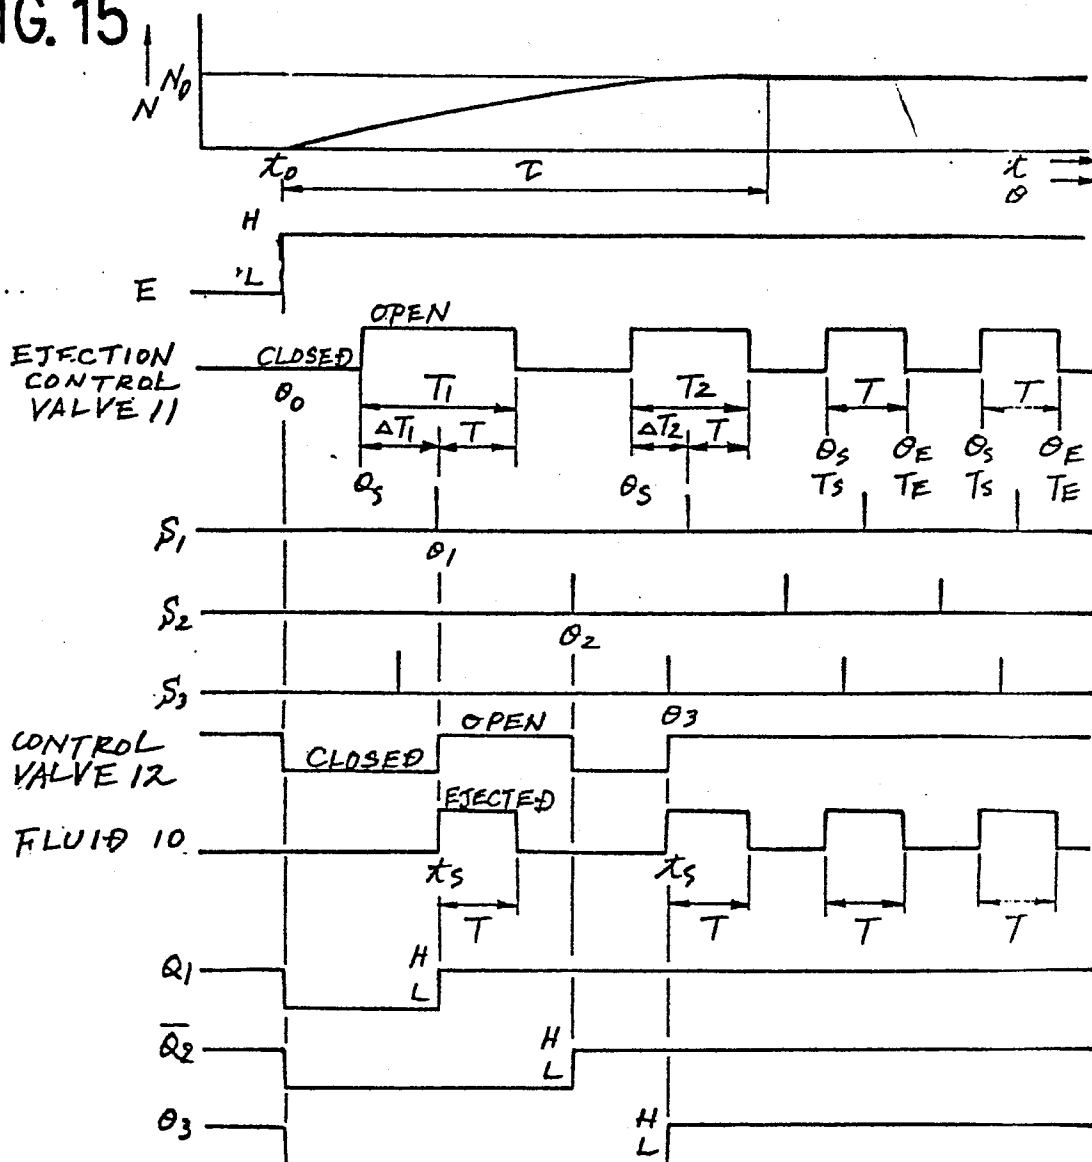 IG. 15
N
N₀
t₀
τ
t
θ
H
L
E
OPEN
EJECTION
CONTROL
VALVE 11
CLOSED
θ₀
T₁
T₂
T
T
ΔT₁
T
ΔT₂
T
θS
θS
θS
θE
θS
θE
TS
TE
TS
TE
S₁
θ₁
S₂
θ₂
S₃
θ₃
CONTROL
VALVE 12
CLOSED
OPEN
EJECTED
FLUID 10
tS
tS
T
T
T
T
Q₁
H
L
Q̅₂
H
L
θ₃
H
L